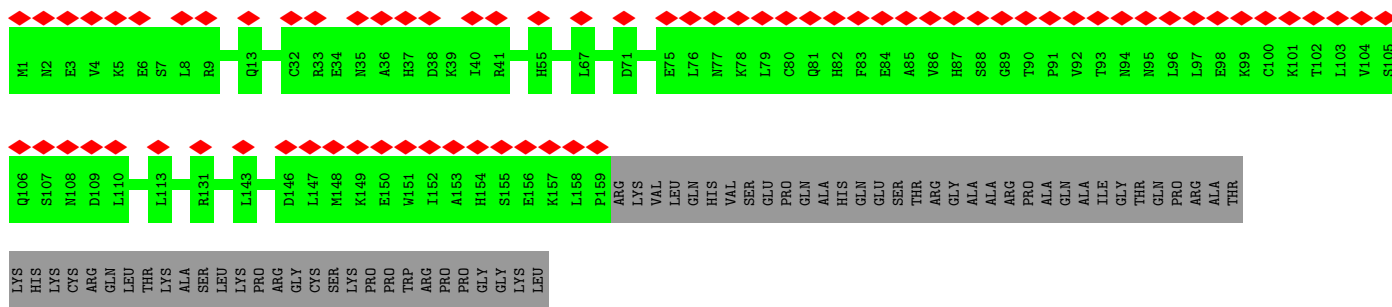 M1 N2 E3 V4 K5 E6 S7 L8 R9 Q13 C32 R33 E34 N35 A36 H37 D38 K39 I40 R41 H55 L67 D71 E75 L76 N77 K78 L79 C80 Q81 H82 F83 E84 A85 V86 H87 S88 G89 T90 P91 V92 T93 N94 N95 L96 L97 E98 K99 C100 K101 T102 L103 V104 S105
Q106 S107 N108 D109 L110 L113 R131 L143 D146 L147 M148 K149 E150 W151 I152 A153 H154 S155 E156 K157 L158 P159 ARG LYS VAL LEU GLN HIS VAL SER GLU PRO GLN ALA HIS GLN GLU SER THR ARG GLY ALA ALA ARG PRO ALA GLN ALA ILE GLY THR GLN PRO ARG ALA THR
LYS HIS LYS CYS ARG GLN LEU THR LYS ALA SER LEU LYS PRO ARG GLY CYS SER LYS PRO PRO TRP ARG PRO PRO GLY GLY LYS LEU